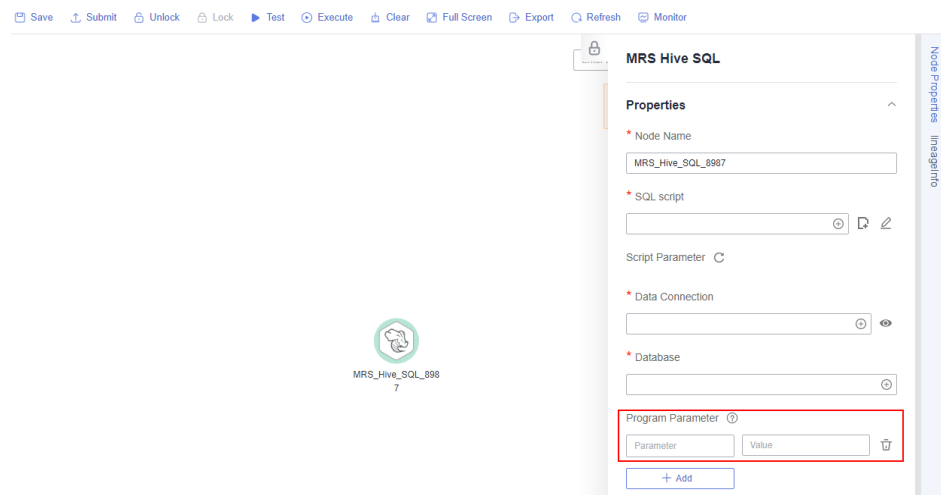 Save Submit Unlock Lock Test Execute Clear Full Screen Export Refresh Monitor
MRS Hive SQL
Properties
* Node Name
MRS_Hive_SQL_8987
* SQL script
Script Parameter
* Data Connection
* Database
Program Parameter ?
Parameter Value
+ Add
MRS_Hive_SQL_898
7
Node Properties
lineageInfo